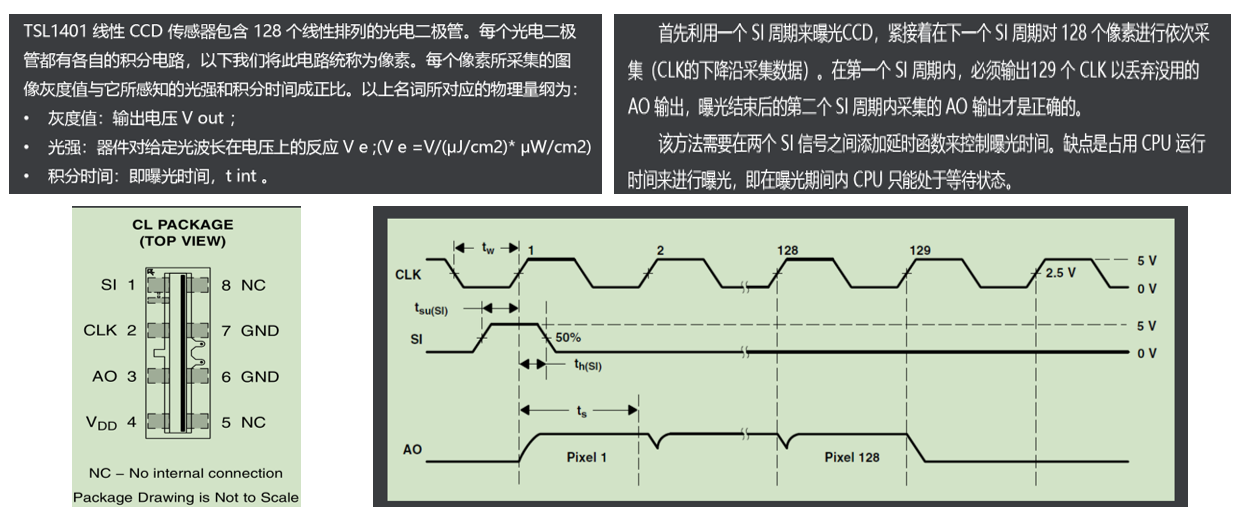 TSL1401 线性 CCD 传感器包含 128 个线性排列的光电二极管。每个光电二极
管都有各自的积分电路，以下我们将此电路统称为像素。每个像素所采集的图
像灰度值与它所感知的光强和积分时间成正比。以上名词所对应的物理量纲为：
• 灰度值：输出电压 V out ；
• 光强：器件对给定光波长在电压上的反应 V e ;(V e =V/(μJ/cm2)* μW/cm2)
• 积分时间：即曝光时间，t int 。
首先利用一个 SI 周期来曝光CCD，紧接着在下一个 SI 周期对 128 个像素进行依次采
集（CLK的下降沿采集数据）。在第一个 SI 周期内，必须输出129 个 CLK 以丢弃没用的
AO 输出，曝光结束后的第二个 SI 周期内采集的 AO 输出才是正确的。
该方法需要在两个 SI 信号之间添加延时函数来控制曝光时间。缺点是占用 CPU 运行
时间来进行曝光，即在曝光期间内 CPU 只能处于等待状态。
CL PACKAGE
(TOP VIEW)
SI 1 8 NC
CLK 2 7 GND
AO 3 6 GND
VDD 4 5 NC
NC – No internal connection
Package Drawing is Not to Scale
tw 1 2 128 129
CLK 2.5 V 5 V
0 V
tsu(SI)
SI 50% 5 V
0 V
th(SI)
ts
AO Pixel 1 Pixel 128